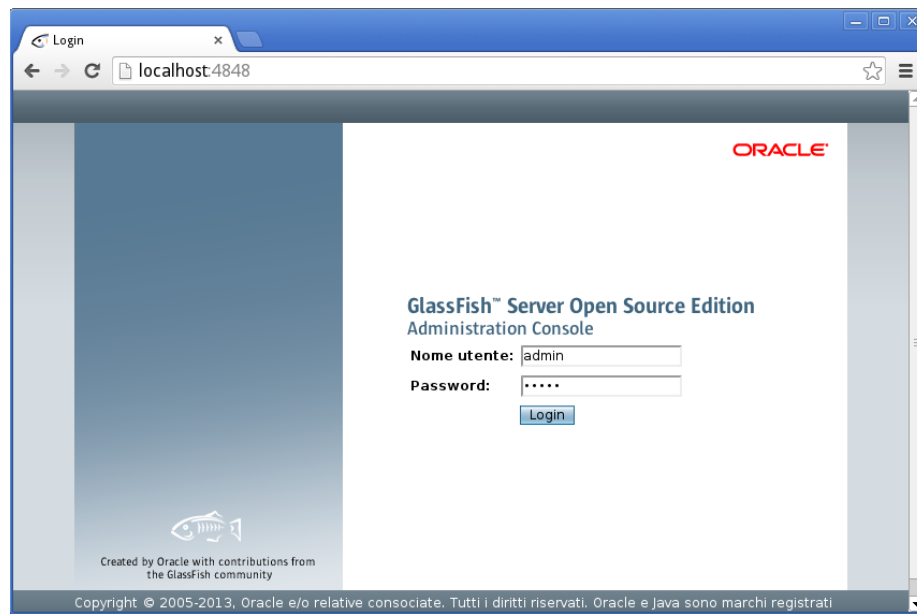 Login
localhost:4848
ORACLE
GlassFish™ Server Open Source Edition
Administration Console
Nome utente: admin
Password: •••••
Login
Created by Oracle with contributions from
the GlassFish community
Copyright © 2005-2013, Oracle e/o relative consociate. Tutti i diritti riservati. Oracle e Java sono marchi registrati